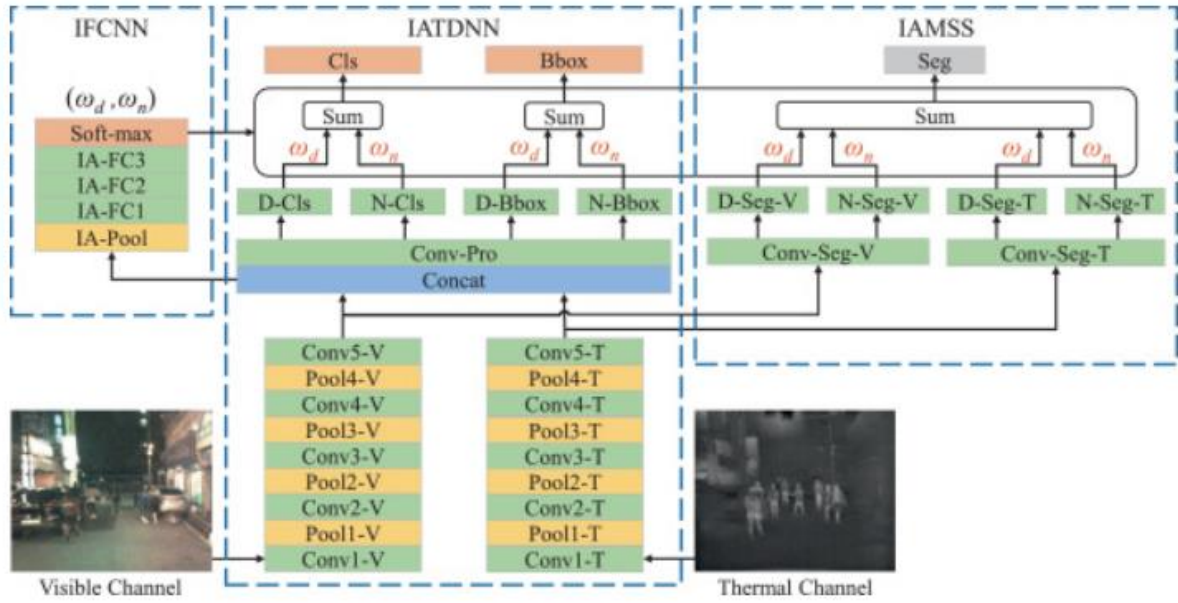 IFCNN
IATDNN
IAMSS
Cls
Bbox
Seg
(ω_d, ω_n)
Soft-max
IA-FC3
IA-FC2
IA-FC1
IA-Pool
Sum
Sum
Sum
ω_d ω_n ω_d ω_n ω_d ω_n ω_d ω_n
D-Cls N-Cls D-Bbox N-Bbox D-Seg-V N-Seg-V D-Seg-T N-Seg-T
Conv-Pro
Concat
Conv-Seg-V
Conv-Seg-T
Conv5-V
Pool4-V
Conv4-V
Pool3-V
Conv3-V
Pool2-V
Conv2-V
Pool1-V
Conv1-V
Conv5-T
Pool4-T
Conv4-T
Pool3-T
Conv3-T
Pool2-T
Conv2-T
Pool1-T
Conv1-T
Visible Channel
Thermal Channel